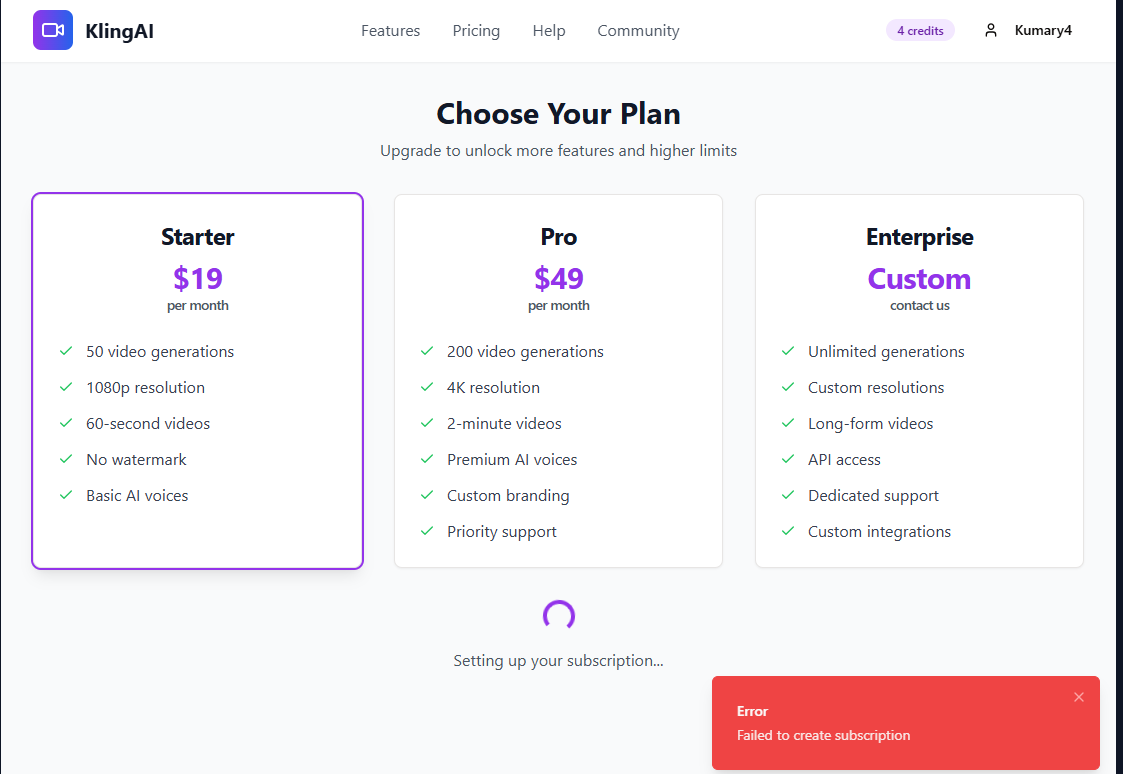 KlingAI
Features
Pricing
Help
Community
4 credits
Kumary4
Choose Your Plan
Upgrade to unlock more features and higher limits
Starter
$19
per month
50 video generations
1080p resolution
60-second videos
No watermark
Basic AI voices
Pro
$49
per month
200 video generations
4K resolution
2-minute videos
Premium AI voices
Custom branding
Priority support
Enterprise
Custom
contact us
Unlimited generations
Custom resolutions
Long-form videos
API access
Dedicated support
Custom integrations
Setting up your subscription...
Error
Failed to create subscription